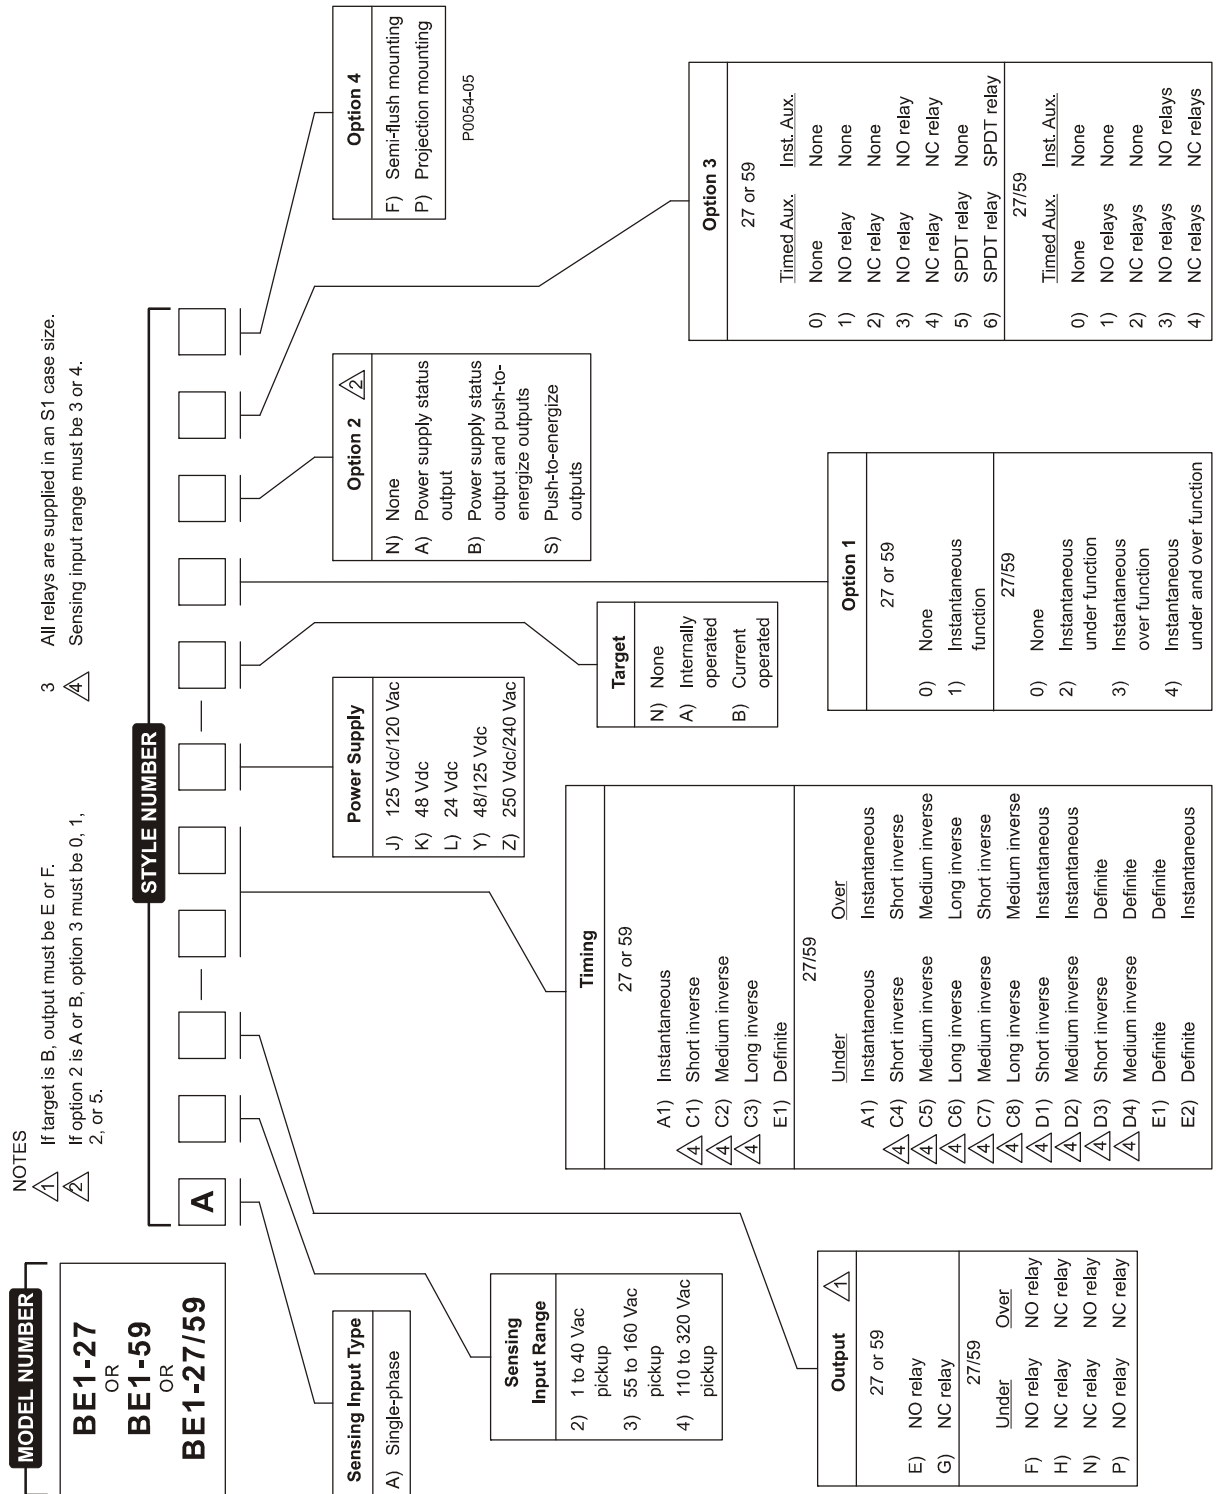 MODEL NUMBER
BE1-27
OR
BE1-59
OR
BE1-27/59
NOTES
1 If target is B, output must be E or F.
2 If option 2 is A or B, option 3 must be 0, 1,
2, or 5.
3 All relays are supplied in an S1 case size.
4 Sensing input range must be 3 or 4.
STYLE NUMBER
A
—
—
Sensing Input Type
A) Single-phase
Sensing
Input Range
2) 1 to 40 Vac
pickup
3) 55 to 160 Vac
pickup
4) 110 to 320 Vac
pickup
Output 1
27 or 59
E) NO relay
G) NC relay
27/59
Under Over
F) NO relay NO relay
H) NC relay NC relay
N) NC relay NO relay
P) NO relay NC relay
Timing
27 or 59
A1) Instantaneous
4 C1) Short inverse
4 C2) Medium inverse
4 C3) Long inverse
E1) Definite
27/59
Under Over
A1) Instantaneous Instantaneous
4 C4) Short inverse Short inverse
4 C5) Medium inverse Medium inverse
4 C6) Long inverse Long inverse
4 C7) Medium inverse Short inverse
4 C8) Long inverse Medium inverse
4 D1) Short inverse Instantaneous
4 D2) Medium inverse Instantaneous
4 D3) Short inverse Definite
4 D4) Medium inverse Definite
E1) Definite Definite
E2) Definite Instantaneous
Power Supply
J) 125 Vdc/120 Vac
K) 48 Vdc
L) 24 Vdc
Y) 48/125 Vdc
Z) 250 Vdc/240 Vac
Target
N) None
A) Internally
operated
B) Current
operated
Option 1
27 or 59
0) None
1) Instantaneous
function
27/59
0) None
2) Instantaneous
under function
3) Instantaneous
over function
4) Instantaneous
under and over function
Option 2 2
N) None
A) Power supply status
output
B) Power supply status
output and push-to-
energize outputs
S) Push-to-energize
outputs
Option 3
27 or 59
Timed Aux. Inst. Aux.
0) None None
1) NO relay None
2) NC relay None
3) NO relay NO relay
4) NC relay NC relay
5) SPDT relay None
6) SPDT relay SPDT relay
27/59
Timed Aux. Inst. Aux.
0) None None
1) NO relays None
2) NC relays None
3) NO relays NO relays
4) NC relays NC relays
Option 4
F) Semi-flush mounting
P) Projection mounting
P0054-05